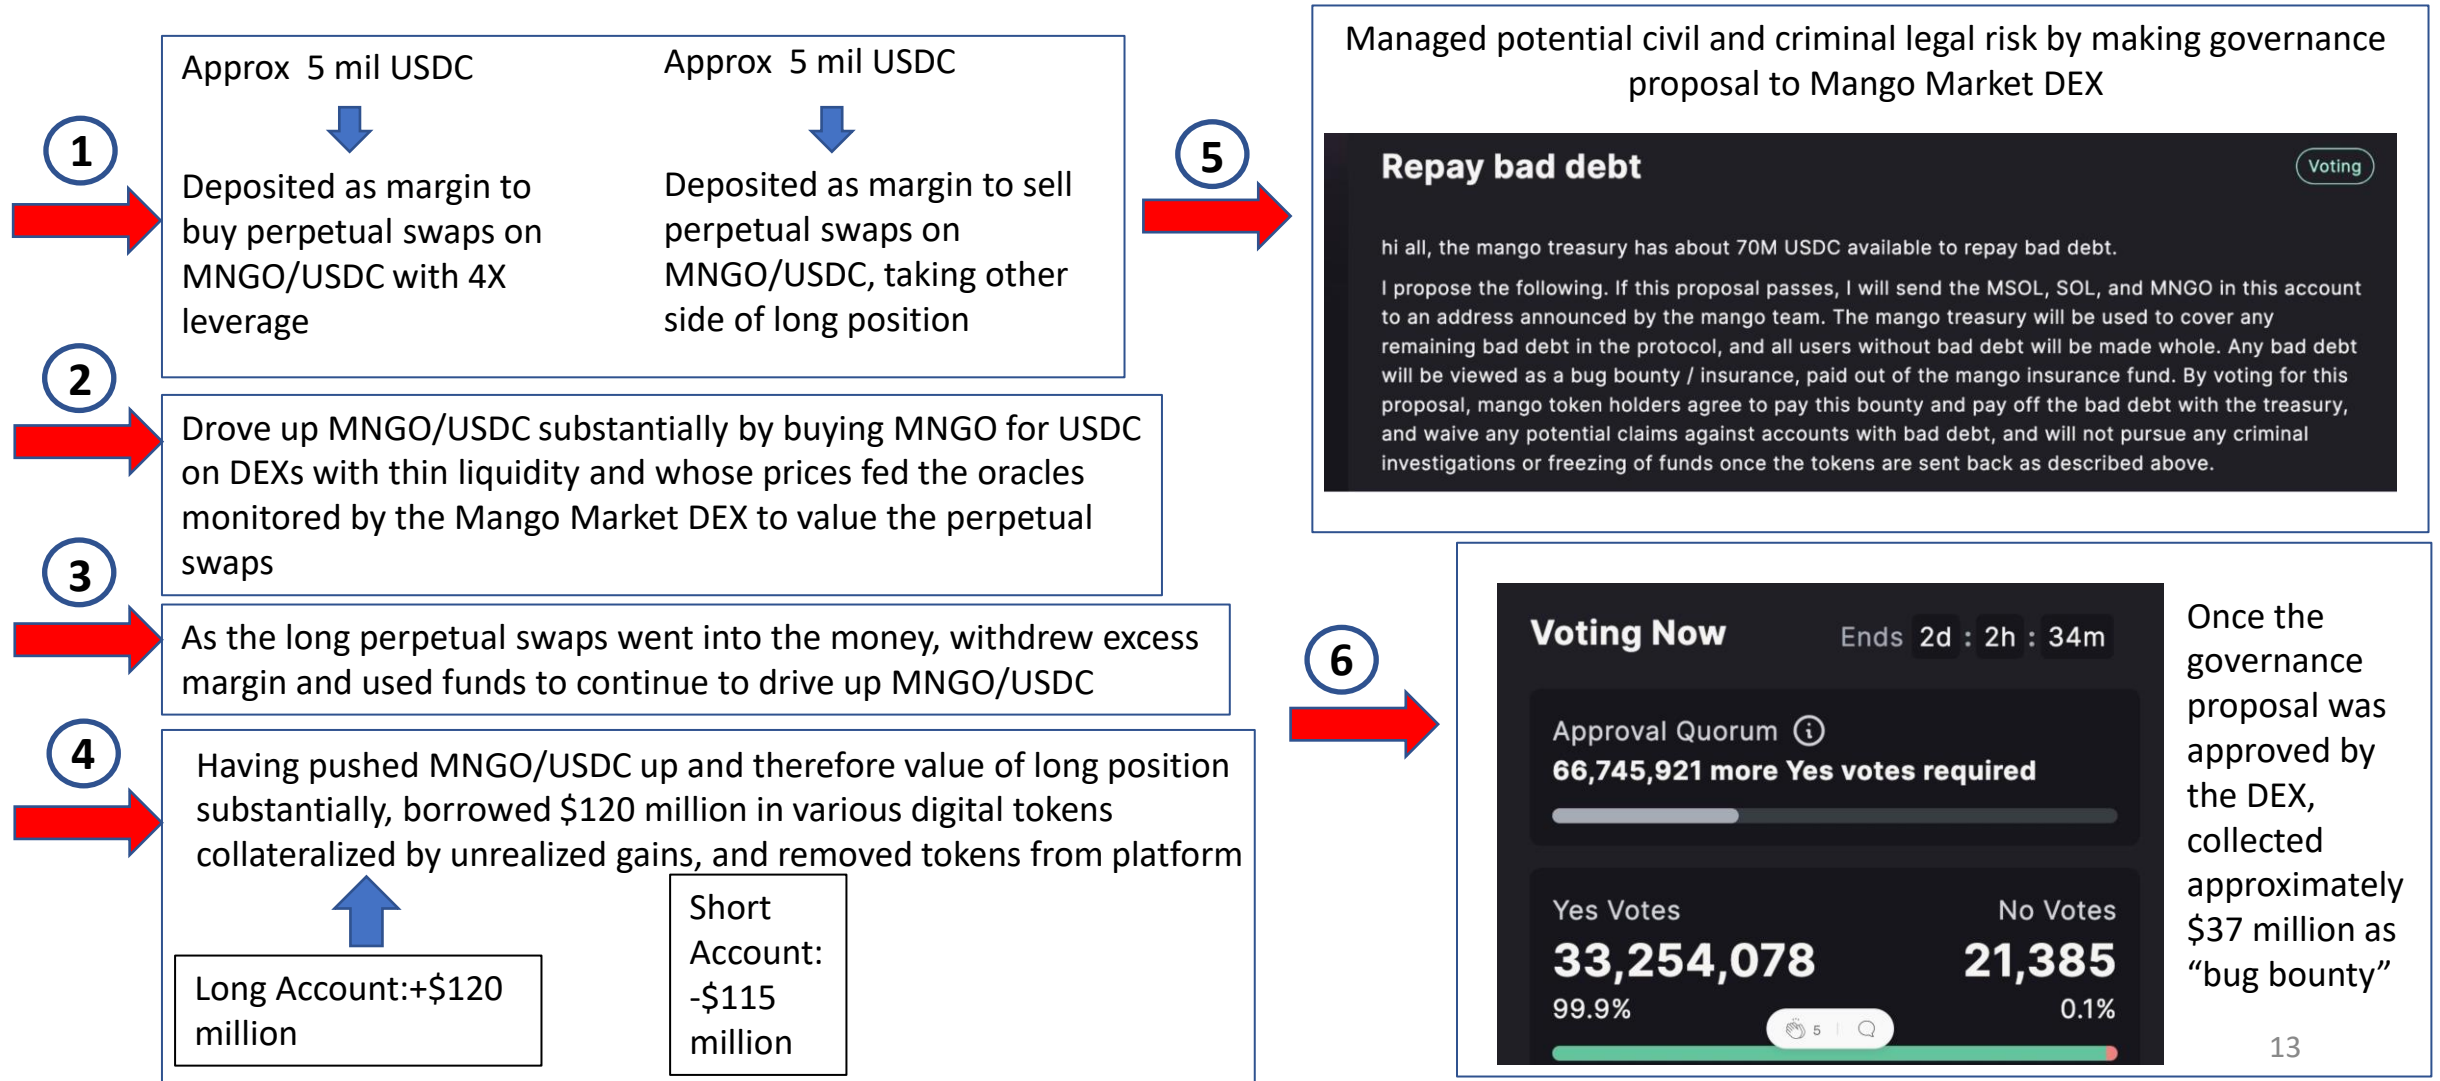 1
Approx  5 mil USDC
Deposited as margin to
buy perpetual swaps on
MNGO/USDC with 4X
leverage
Approx  5 mil USDC
Deposited as margin to sell
perpetual swaps on
MNGO/USDC, taking other
side of long position
2
Drove up MNGO/USDC substantially by buying MNGO for USDC
on DEXs with thin liquidity and whose prices fed the oracles
monitored by the Mango Market DEX to value the perpetual
swaps
3
As the long perpetual swaps went into the money, withdrew excess
margin and used funds to continue to drive up MNGO/USDC
4
Having pushed MNGO/USDC up and therefore value of long position
substantially, borrowed $120 million in various digital tokens
collateralized by unrealized gains, and removed tokens from platform
Long Account:+$120
million
Short
Account:
-$115
million
5
Managed potential civil and criminal legal risk by making governance
proposal to Mango Market DEX
Repay bad debt
Voting
hi all, the mango treasury has about 70M USDC available to repay bad debt.
I propose the following. If this proposal passes, I will send the MSOL, SOL, and MNGO in this account
to an address announced by the mango team. The mango treasury will be used to cover any
remaining bad debt in the protocol, and all users without bad debt will be made whole. Any bad debt
will be viewed as a bug bounty / insurance, paid out of the mango insurance fund. By voting for this
proposal, mango token holders agree to pay this bounty and pay off the bad debt with the treasury,
and waive any potential claims against accounts with bad debt, and will not pursue any criminal
investigations or freezing of funds once the tokens are sent back as described above.
6
Voting Now
Ends 2d : 2h : 34m
Approval Quorum
66,745,921 more Yes votes required
Yes Votes
No Votes
33,254,078
21,385
99.9%
0.1%
5
Once the
governance
proposal was
approved by
the DEX,
collected
approximately
$37 million as
“bug bounty”
13